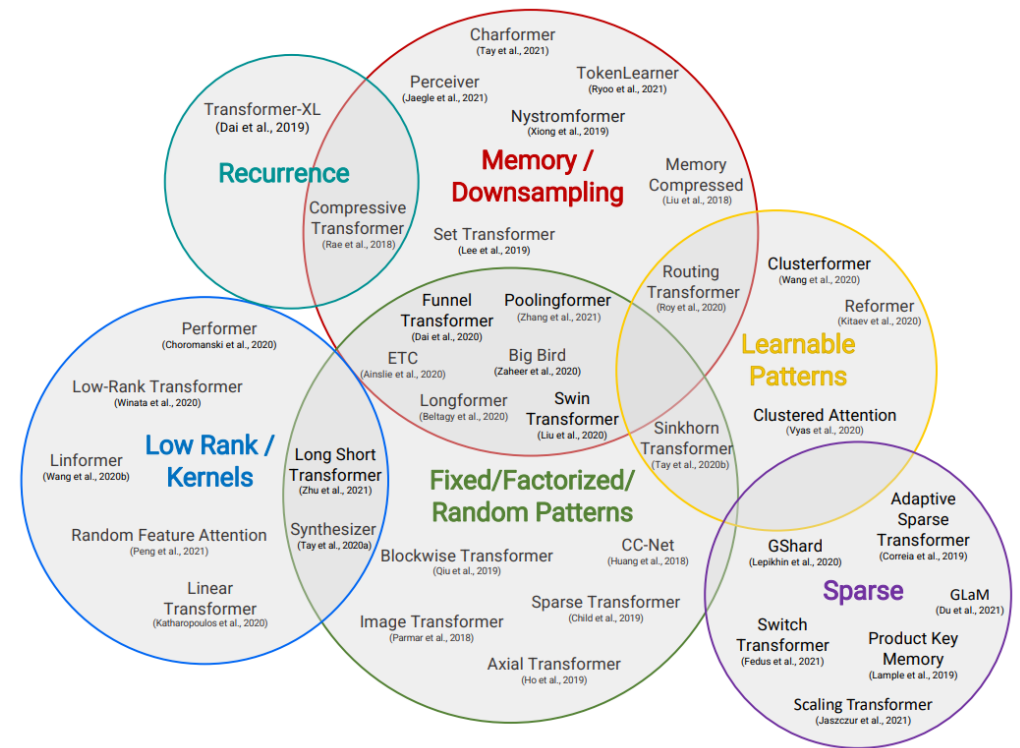 Charformer
(Tay et al., 2021)
Perceiver
(Jaegle et al., 2021)
TokenLearner
(Ryoo et al., 2021)
Transformer-XL
(Dai et al., 2019)
Nystromformer
(Xiong et al., 2019)
Recurrence
Memory /
Downsampling
Memory
Compressed
(Liu et al., 2018)
Compressive
Transformer
(Rae et al., 2018)
Set Transformer
(Lee et al., 2019)
Routing
Transformer
(Roy et al., 2020)
Clusterformer
(Wang et al., 2020)
Reformer
(Kitaev et al., 2020)
Funnel
Transformer
(Dai et al., 2020)
Poolingformer
(Zhang et al., 2021)
Performer
(Choromanski et al., 2020)
ETC
(Ainslie et al., 2020)
Big Bird
(Zaheer et al., 2020)
Learnable
Patterns
Low-Rank Transformer
(Winata et al., 2020)
Longformer
(Beltagy et al., 2020)
Swin
Transformer
(Liu et al., 2020)
Clustered Attention
(Vyas et al., 2020)
Sinkhorn
Transformer
(Tay et al., 2020b)
Low Rank /
Kernels
Linformer
(Wang et al., 2020b)
Long Short
Transformer
(Zhu et al., 2021)
Fixed/Factorized/
Random Patterns
Adaptive
Sparse
Transformer
(Correia et al., 2019)
Random Feature Attention
(Peng et al., 2021)
Synthesizer
(Tay et al., 2020a)
Blockwise Transformer
(Qiu et al., 2019)
CC-Net
(Huang et al., 2018)
GShard
(Lepikhin et al., 2020)
Sparse
GLaM
(Du et al., 2021)
Linear
Transformer
(Katharopoulos et al., 2020)
Image Transformer
(Parmar et al., 2018)
Sparse Transformer
(Child et al., 2019)
Switch
Transformer
(Fedus et al., 2021)
Product Key
Memory
(Lample et al., 2019)
Axial Transformer
(Ho et al., 2019)
Scaling Transformer
(Jaszczur et al., 2021)